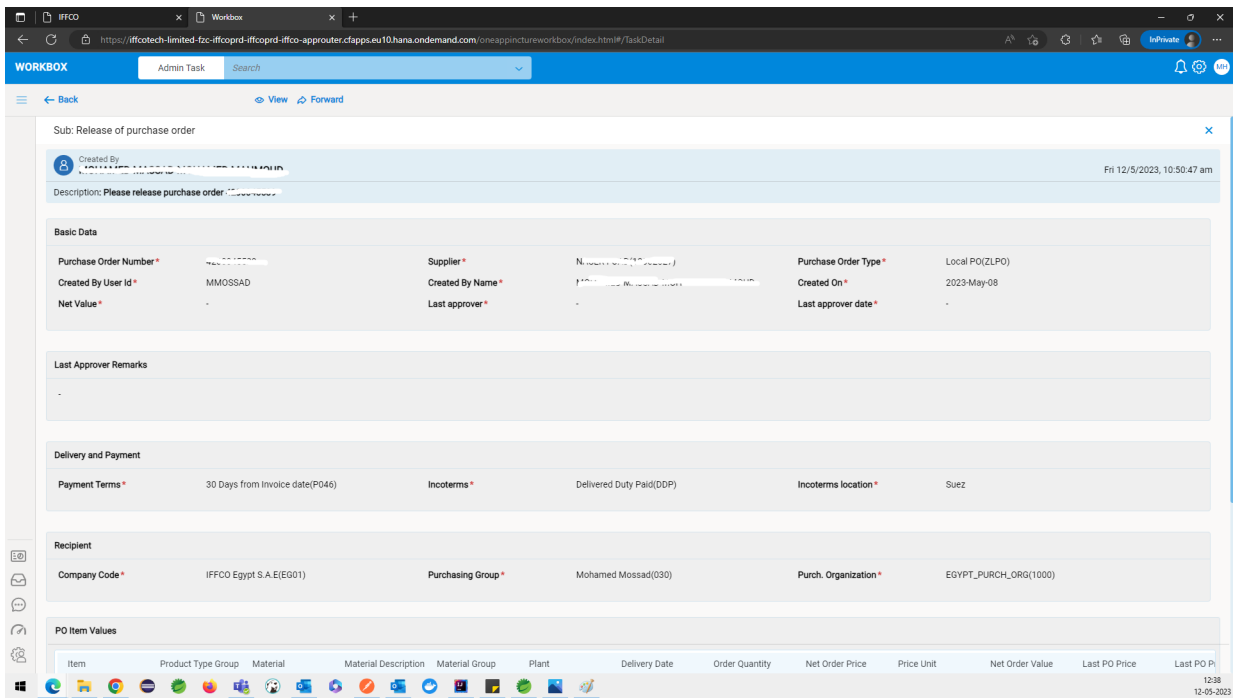 IFFCO
Workbox
https://iffcotech-limited-fzc-iffcoprd-iffcoprd-iffco-approuter.cfapps.eu10.hana.ondemand.com/oneappinctureworkbox/index.html#/TaskDetail
InPrivate
WORKBOX
Admin Task
Search
MH
Back
View
Forward
Sub: Release of purchase order
Created By
Fri 12/5/2023, 10:50:47 am
Description: Please release purchase order
Basic Data
Purchase Order Number* Supplier* Purchase Order Type* Local PO(ZLPO)
Created By User Id* MMOSSAD Created By Name* Created On* 2023-May-08
Net Value* - Last approver* - Last approver date* -
Last Approver Remarks
-
Delivery and Payment
Payment Terms* 30 Days from Invoice date(P046) Incoterms* Delivered Duty Paid(DDP) Incoterms location* Suez
Recipient
Company Code* IFFCO Egypt S.A.E(EG01) Purchasing Group* Mohamed Mossad(030) Purch. Organization* EGYPT_PURCH_ORG(1000)
PO Item Values
Item Product Type Group Material Material Description Material Group Plant Delivery Date Order Quantity Net Order Price Price Unit Net Order Value Last PO Price Last PO Pr
12:38
12-05-2023